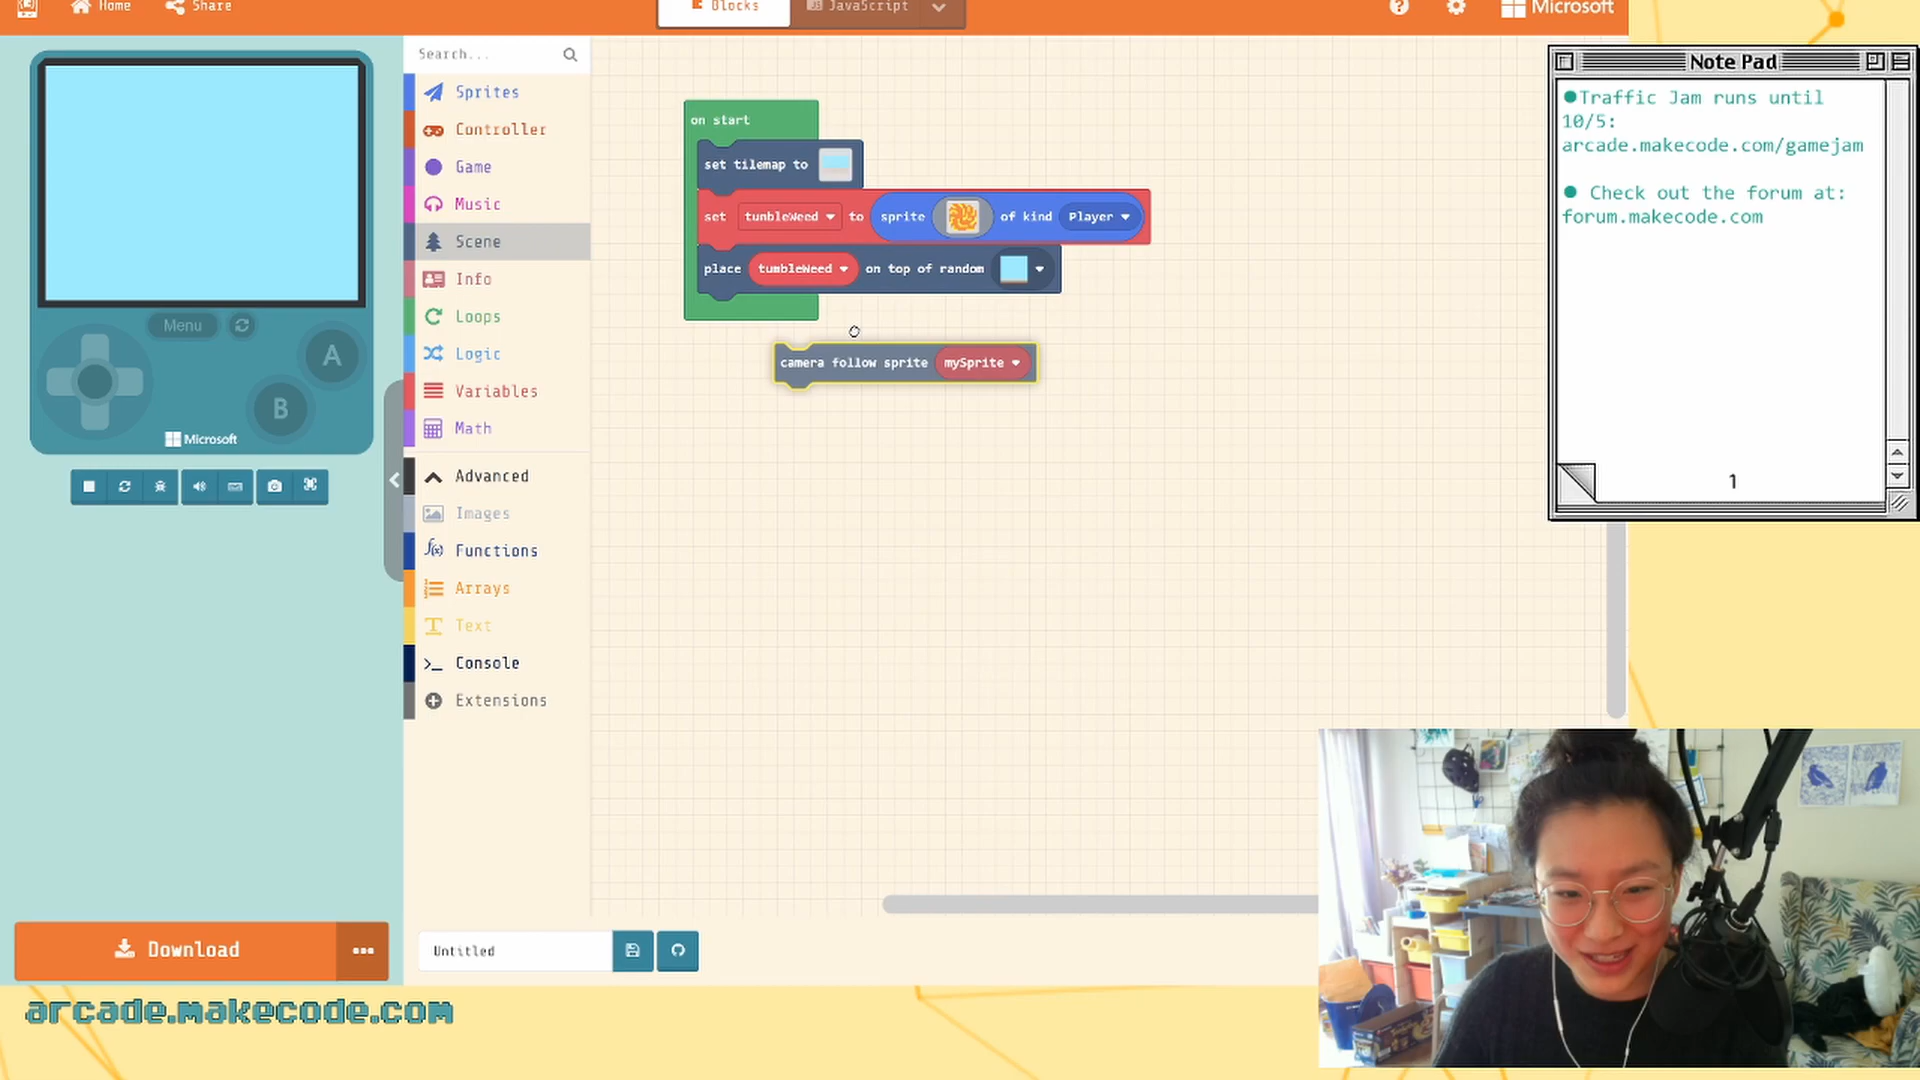 Home
Share
Blocks
JavaScript
Microsoft
Search...
Sprites
Controller
Game
Music
Scene
Info
Loops
Logic
Variables
Math
Advanced
Images
Functions
Arrays
Text
Console
Extensions
Menu
A
B
Microsoft
on start
set tilemap to
set tumbleWeed to sprite of kind Player
place tumbleWeed on top of random
camera follow sprite mySprite
Note Pad
●Traffic Jam runs until
10/5:
arcade.makecode.com/gamejam
● Check out the forum at:
forum.makecode.com
1
Download
Untitled
arcade.makecode.com